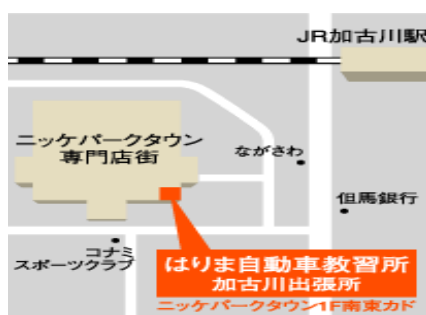 JR加古川駅
ニッケパークタウン
専門店街
ながさわ
但馬銀行
コナミ
スポーツクラブ
はりま自動車教習所
加古川出張所
ニッケパークタウン1F南東カド